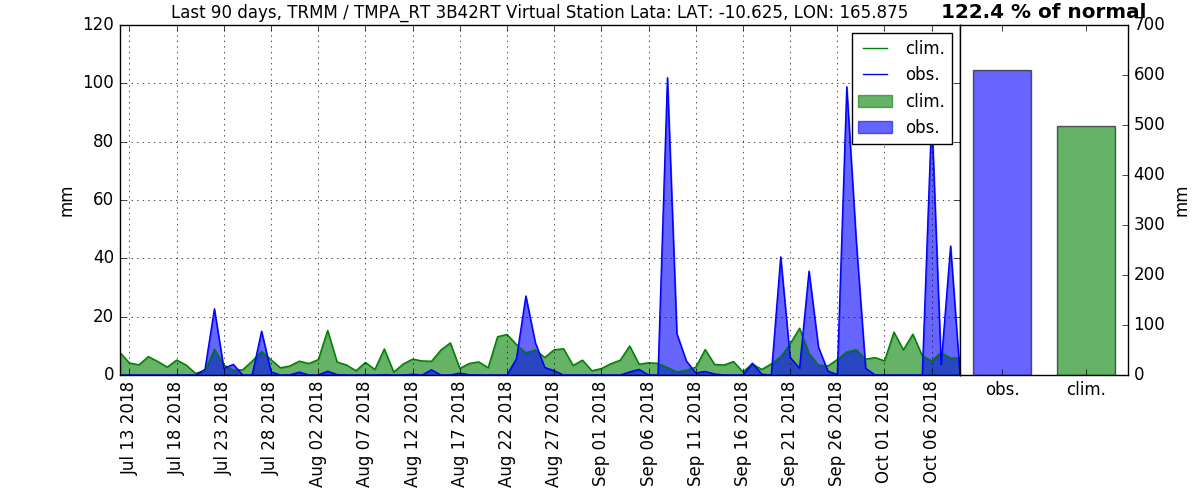 Last 90 days, TRMM / TMPA_RT 3B42RT Virtual Station Lata: LAT: -10.625, LON: 165.875
122.4 % of normal
120
100
80
60
40
20
0
mm
clim.
obs.
clim.
obs.
700
600
500
400
300
200
100
0
mm
obs.
clim.
Jul 13 2018
Jul 18 2018
Jul 23 2018
Jul 28 2018
Aug 02 2018
Aug 07 2018
Aug 12 2018
Aug 17 2018
Aug 22 2018
Aug 27 2018
Sep 01 2018
Sep 06 2018
Sep 11 2018
Sep 16 2018
Sep 21 2018
Sep 26 2018
Oct 01 2018
Oct 06 2018